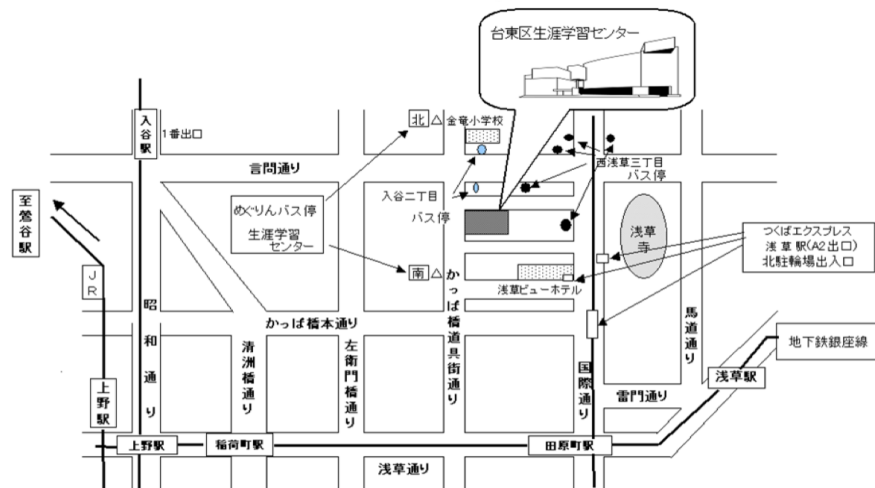 台東区生涯学習センター
北
△
金竜小学校
入谷駅
1番出口
言問通り
西浅草三丁目
バス停
至鶯谷駅
めぐりんバス停
生涯学習
センター
入谷二丁目
バス停
浅草寺
つくばエクスプレス
浅草駅(A2出口)
北駐輪場出入口
JR
南
△
浅草ビューホテル
昭和通り
かっぱ橋本通り
かっぱ橋道具街通り
馬道通り
清洲橋通り
左衛門橋通り
国際通り
地下鉄銀座線
浅草駅
雷門通り
上野駅
上野駅
稲荷町駅
田原町駅
浅草通り